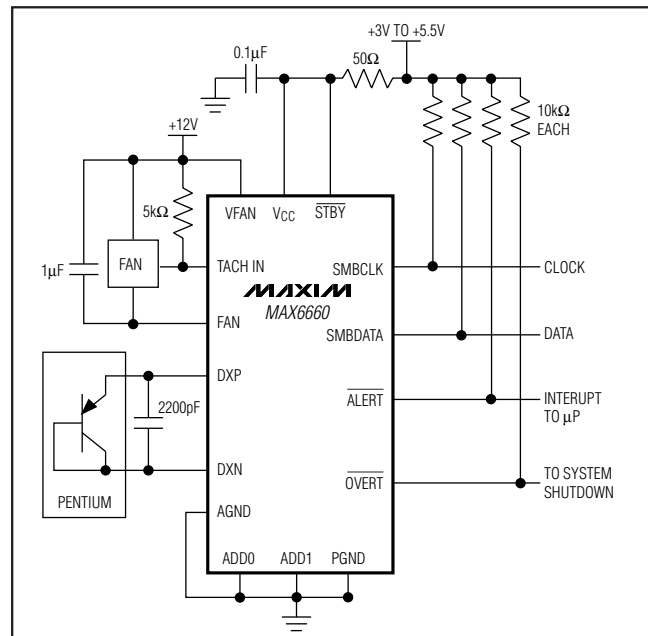 +3V TO +5.5V
0.1µF
50Ω
10kΩ
EACH
+12V
5kΩ
VFAN
VCC
STBY
1µF
FAN
TACH IN
SMBCLK
CLOCK
MAXIM
MAX6660
FAN
SMBDATA
DATA
DXP
2200pF
ALERT
INTERUPT
TO µP
DXN
OVERT
TO SYSTEM
SHUTDOWN
PENTIUM
AGND
ADD0
ADD1
PGND